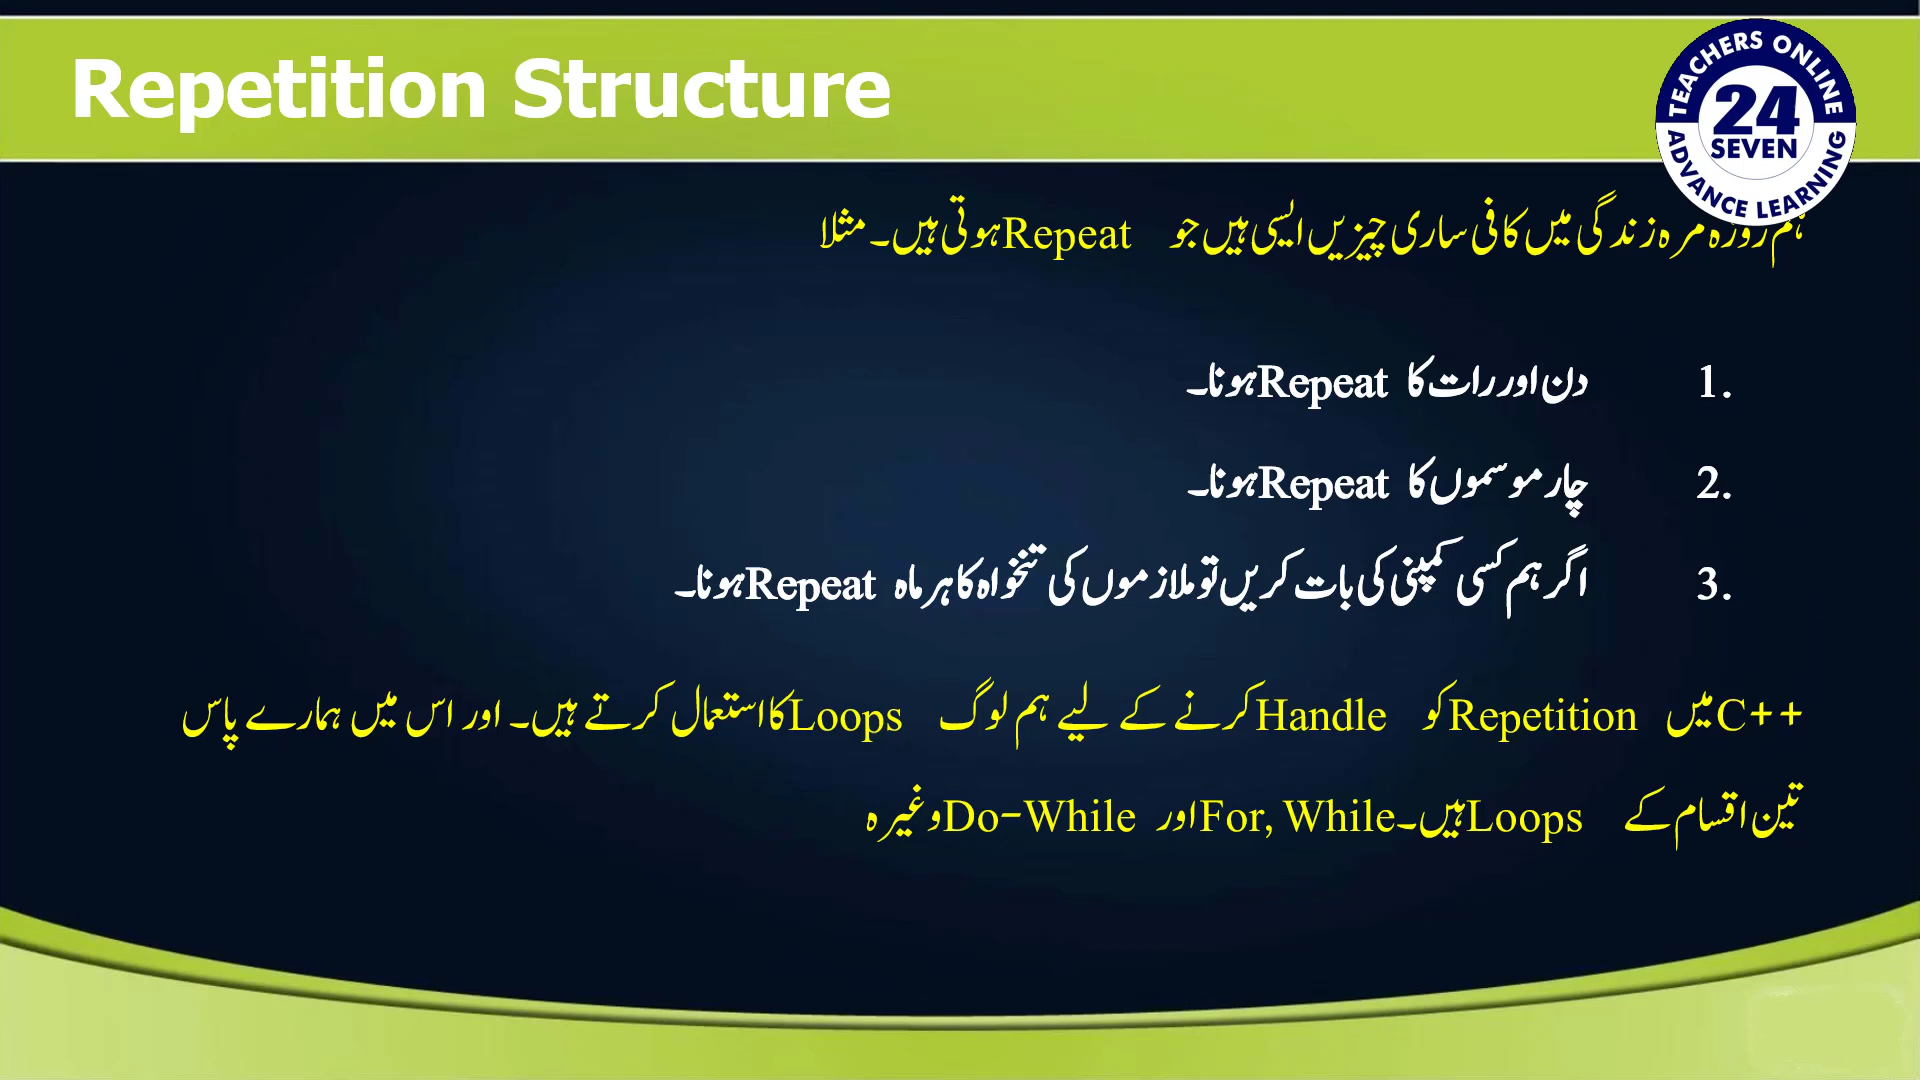 Repetition Structure
TEACHERS ONLINE
24
SEVEN
ADVANCE LEARNING
ہم روزہ مرہ زندگی میں کافی ساری چیزیں ایسی ہیں جو Repeat ہوتی ہیں۔ مثلا
1. دن اور رات کا Repeat ہونا۔
2. چار موسموں کا Repeat ہونا۔
3. اگر ہم کسی کمپنی کی بات کریں تو ملازموں کی تنخواہ کا ہر ماہ Repeat ہونا۔
C++ میں Repetition کو Handle کرنے کے لیے ہم لوگ Loops کا استعمال کرتے ہیں۔ اور اس میں ہمارے پاس
تین اقسام کے Loops ہیں۔ For, While اور Do-While وغیرہ